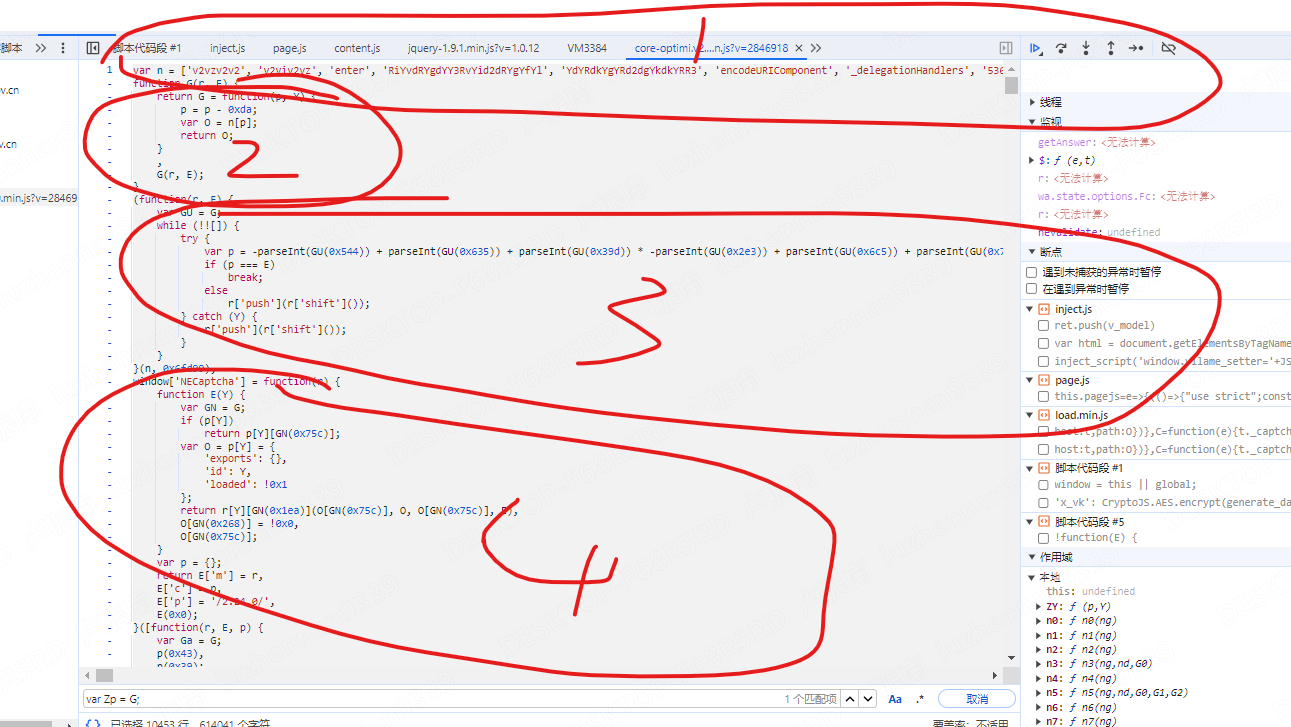 脚本
脚本代码段 #1
inject.js
page.js
content.js
jquery-1.9.1.min.js?v=1.0.12
VM3384
core-optimi.v2....n.js?v=2846918
1
2
3
4
ov.cn
v.cn
.min.js?v=28469
1
var n = ['v2vzv2v2', 'v2viv2vz', 'enter', 'RiYvdRYgdYY3RvYid2dRYgYfYl', 'YdYRdkYgYRd2dgYkdkYRR3', 'encodeURIComponent', '_delegationHandlers', '536
function G(r, E) {
return G = function(p, Y) {
p = p - 0xda;
var O = n[p];
return O;
}
,
G(r, E);
}
(function(r, E) {
var GU = G;
while (!![]) {
try {
var p = -parseInt(GU(0x544)) + parseInt(GU(0x635)) + parseInt(GU(0x39d)) * -parseInt(GU(0x2e3)) + parseInt(GU(0x6c5)) + parseInt(GU(0x7
if (p === E)
break;
else
r['push'](r['shift']());
} catch (Y) {
r['push'](r['shift']());
}
}
}(n,
window['NECaptcha'] = function(r) {
function E(Y) {
var GN = G;
if (p[Y])
return p[Y][GN(0x75c)];
var O = p[Y] = {
'exports': {},
'id': Y,
'loaded': !0x1
};
return r[Y][GN(0x1ea)](O[GN(0x75c)], O, O[GN(0x75c)], E),
O[GN(0x268)] = !0x0,
O[GN(0x75c)];
}
var p = {};
return E['m'] = r,
E['c'] = p,
E['p'] =
E(0x0);
}([function(r, E, p) {
var Ga = G;
p(0x43),
p(0x39);
var Zp = G;
1 个匹配项
Aa
.*
取消
{ } 已选择 10453 行，614041 个字符
覆盖率：不适用
线程
监视
getAnswer: <无法计算>
$: ƒ (e,t)
r: <无法计算>
wa.state.options.Fc: <无法计算>
r: <无法计算>
undefined
断点
遇到未捕获的异常时暂停
在遇到异常时暂停
inject.js
ret.push(v_model)
var html = document.getElementsByTagName
inject_script('window.vilame_setter='+JS
page.js
this.pagejs=e=>{(()=>{"use strict";const
load.min.js
host:t,path:O})},C=function(e){t._captch
host:t,path:O})},C=function(e){t._captch
脚本代码段 #1
window = this || global;
'x_vk': CryptoJS.AES.encrypt(generate_da
脚本代码段 #5
!function(E) {
作用域
本地
this: undefined
ZY: ƒ (p,Y)
n0: ƒ n0(ng)
n1: ƒ n1(ng)
n2: ƒ n2(ng)
n3: ƒ n3(ng,nd,G0)
n4: ƒ n4(ng)
n5: ƒ n5(ng,nd,G0,G1,G2)
n6: ƒ n6(ng)
n7: ƒ n7(ng)